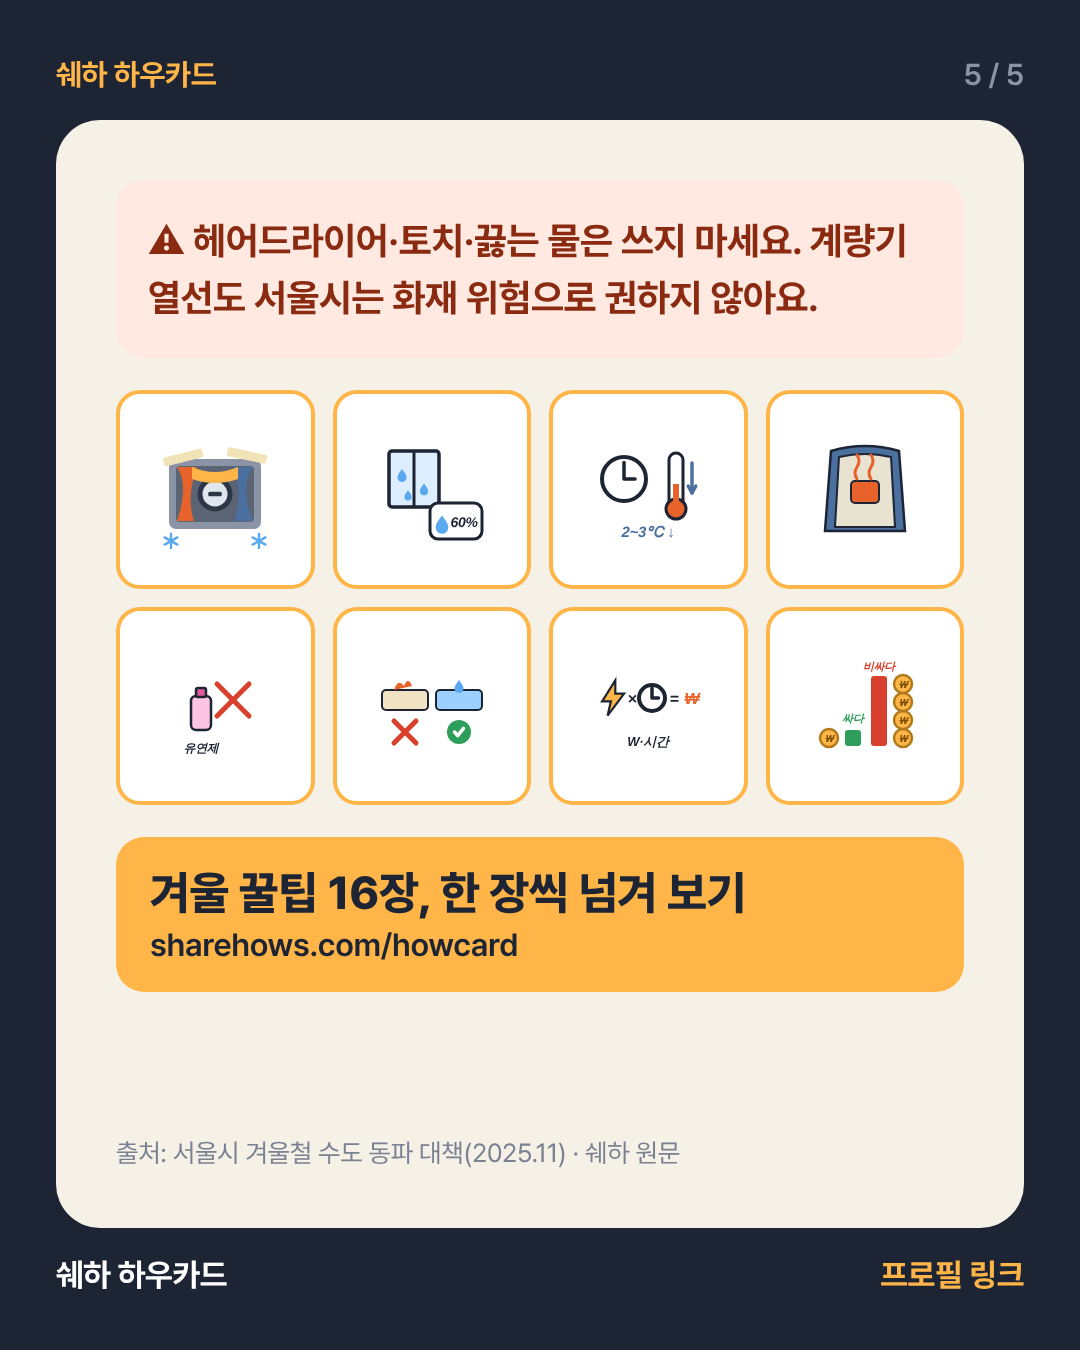 쉐하 하우카드
5 / 5
⚠ 헤어드라이어·토치·끓는 물은 쓰지 마세요. 계량기
열선도 서울시는 화재 위험으로 권하지 않아요.
60%
2~3℃ ↓
유연제
× = ₩
W·시간
비싸다
싸다
₩ ₩ ₩ ₩ ₩
겨울 꿀팁 16장, 한 장씩 넘겨 보기
sharehows.com/howcard
출처: 서울시 겨울철 수도 동파 대책(2025.11) · 쉐하 원문
쉐하 하우카드
프로필 링크